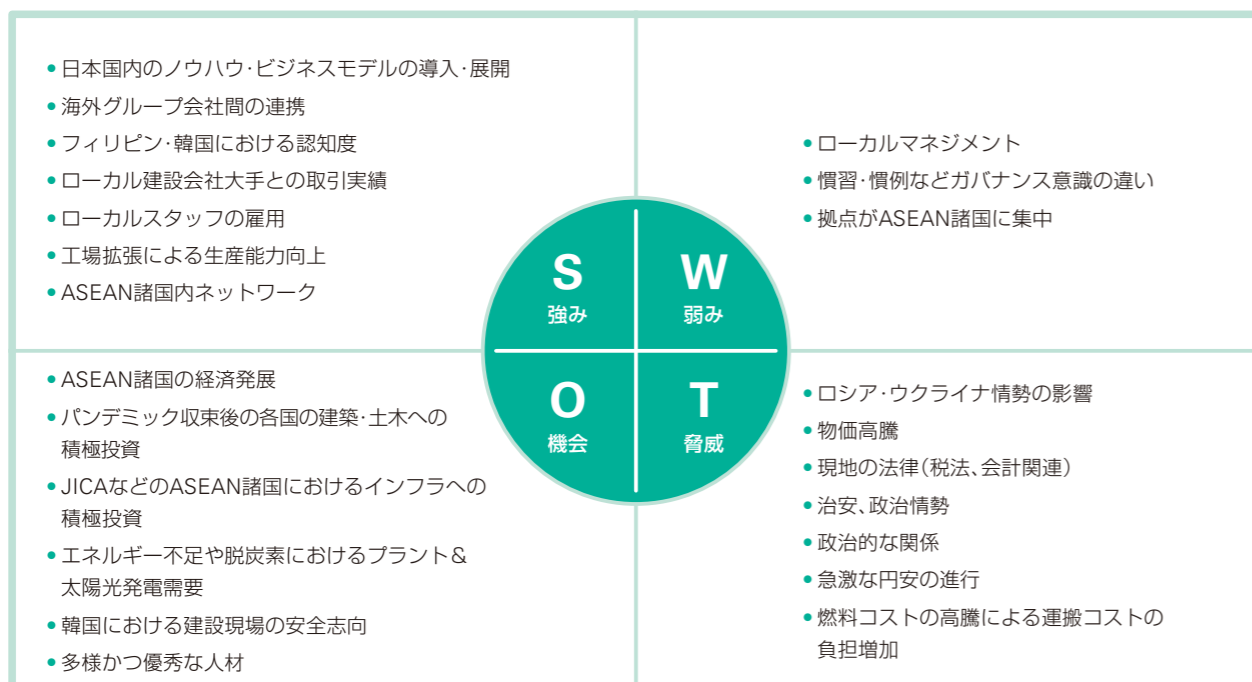 •日本国内のノウハウ・ビジネスモデルの導入・展開
•海外グループ会社間の連携
•フィリピン・韓国における認知度
•ローカル建設会社大手との取引実績
•ローカルスタッフの雇用
•工場拡張による生産能力向上
•ASEAN諸国内ネットワーク
•ローカルマネジメント
•慣習・慣例などガバナンス意識の違い
•拠点がASEAN諸国に集中
S
強み
W
弱み
O
機会
T
脅威
•ASEAN諸国の経済発展
•パンデミック収束後の各国の建築・土木への
積極投資
•JICAなどのASEAN諸国におけるインフラへの
積極投資
•エネルギー不足や脱炭素におけるプラント&
太陽光発電需要
•韓国における建設現場の安全志向
•多様かつ優秀な人材
•ロシア・ウクライナ情勢の影響
•物価高騰
•現地の法律(税法、会計関連)
•治安、政治情勢
•政治的な関係
•急激な円安の進行
•燃料コストの高騰による運搬コストの
負担増加